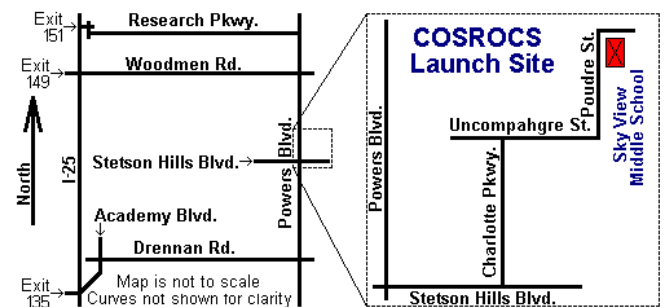 Exit
151
Research Pkwy.
Exit
149
Woodmen Rd.
North
I-25
Stetson Hills Blvd.
Powers Blvd.
Academy Blvd.
Drennan Rd.
Exit
135
Map is not to scale
Curves not shown for clarity
COSROCS
Launch Site
Powers Blvd.
Uncompahgre St.
Poudre St.
Sky View
Middle School
Charlotte Pkwy.
Stetson Hills Blvd.